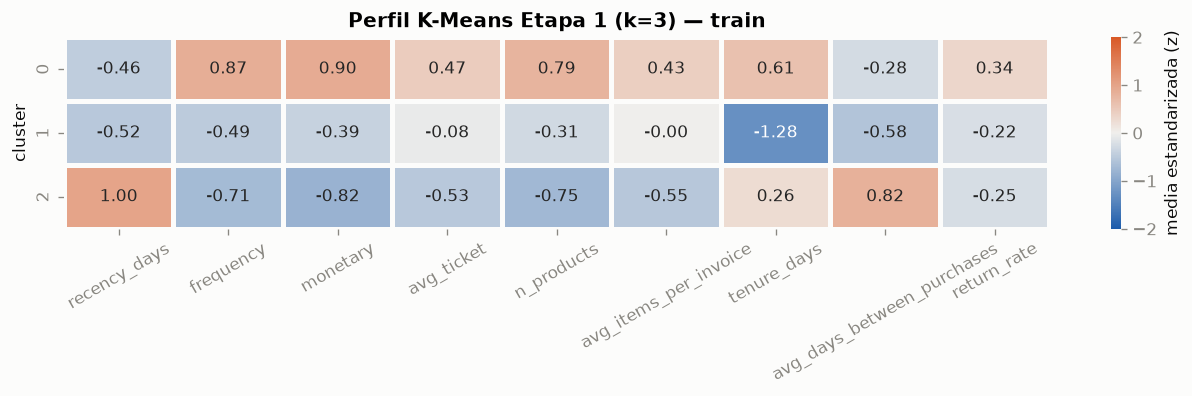 Perfil K-Means Etapa 1 (k=3) — train
cluster
0 -0.46 0.87 0.90 0.47 0.79 0.43 0.61 -0.28 0.34
1 -0.52 -0.49 -0.39 -0.08 -0.31 -0.00 -1.28 -0.58 -0.22
2 1.00 -0.71 -0.82 -0.53 -0.75 -0.55 0.26 0.82 -0.25
recency_days
frequency
monetary
avg_ticket
n_products
avg_items_per_invoice
tenure_days
avg_days_between_purchases
return_rate
2
1
0
−1
−2
media estandarizada (z)